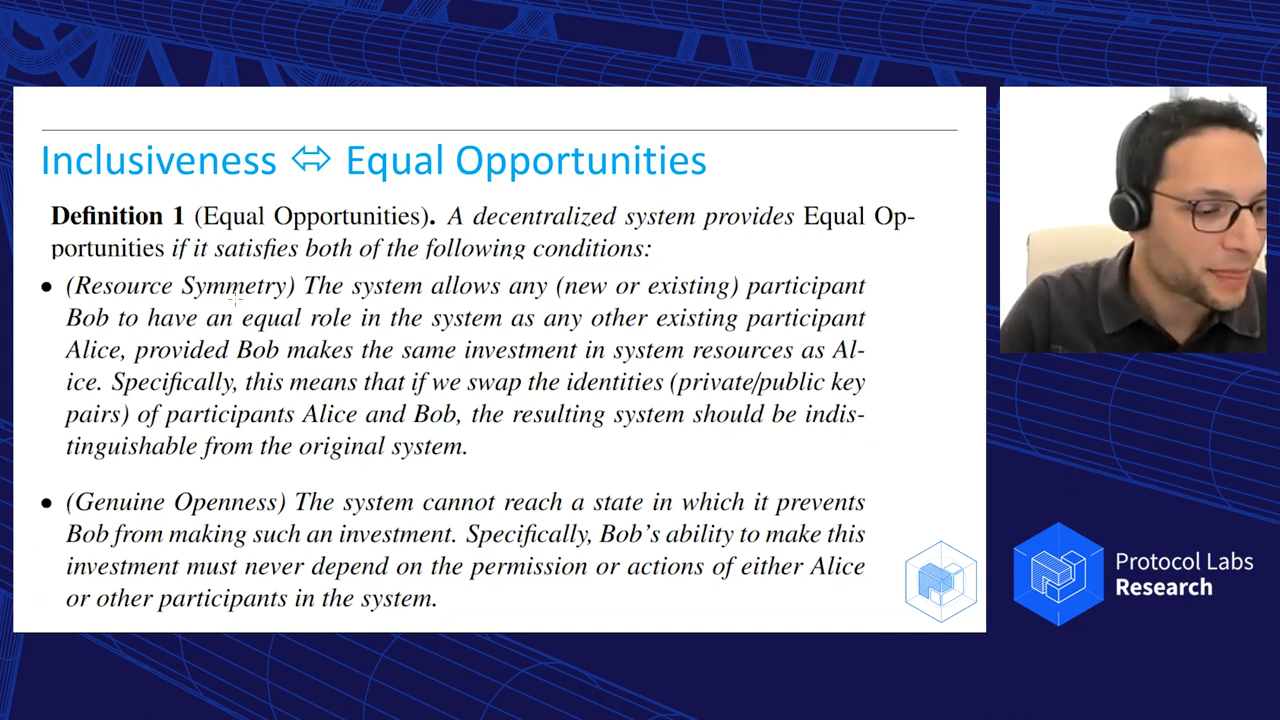 Inclusiveness ⇔ Equal Opportunities
Definition 1 (Equal Opportunities). A decentralized system provides Equal Op-
portunities if it satisfies both of the following conditions:
• (Resource Symmetry) The system allows any (new or existing) participant
Bob to have an equal role in the system as any other existing participant
Alice, provided Bob makes the same investment in system resources as Al-
ice. Specifically, this means that if we swap the identities (private/public key
pairs) of participants Alice and Bob, the resulting system should be indis-
tinguishable from the original system.
• (Genuine Openness) The system cannot reach a state in which it prevents
Bob from making such an investment. Specifically, Bob's ability to make this
investment must never depend on the permission or actions of either Alice
or other participants in the system.
Protocol Labs
Research